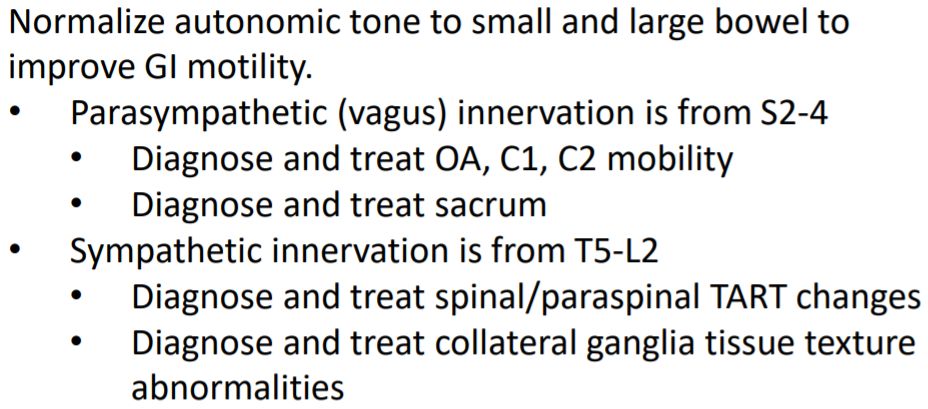 Normalize autonomic tone to small and large bowel to
improve GI motility.
• Parasympathetic (vagus) innervation is from S2-4
• Diagnose and treat OA, C1, C2 mobility
• Diagnose and treat sacrum
• Sympathetic innervation is from T5-L2
• Diagnose and treat spinal/paraspinal TART changes
• Diagnose and treat collateral ganglia tissue texture
abnormalities